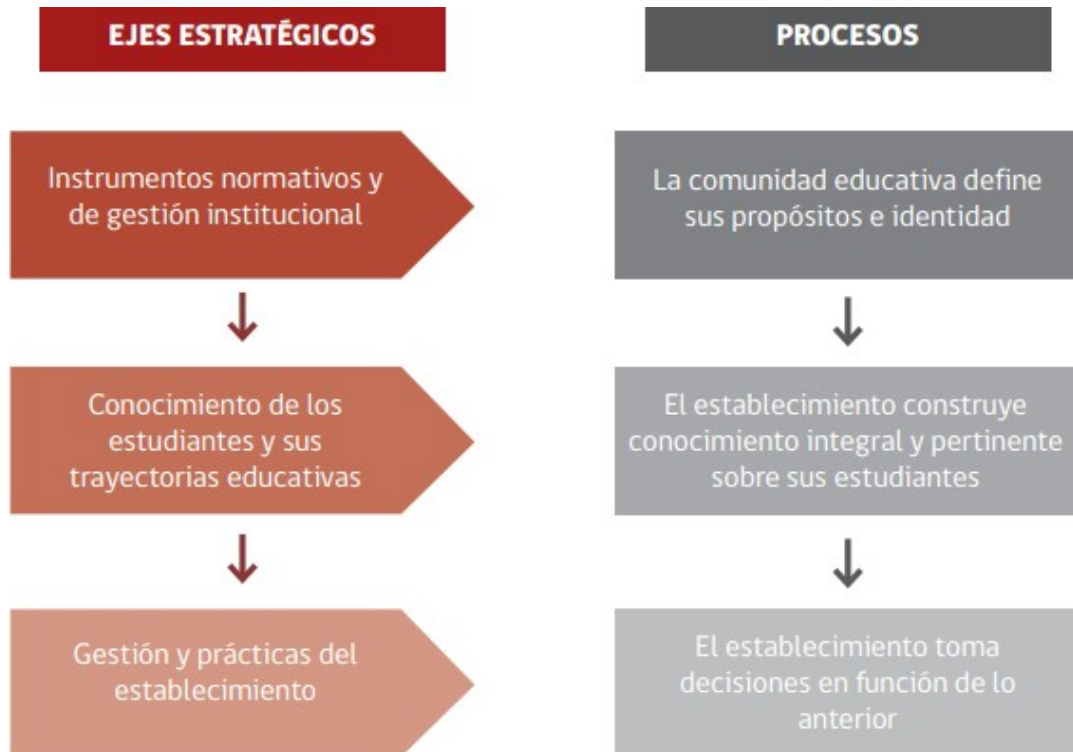 EJES ESTRATÉGICOS
PROCESOS
Instrumentos normativos y
de gestión institucional
La comunidad educativa define
sus propósitos e identidad
Conocimiento de los
estudiantes y sus
trayectorias educativas
El establecimiento construye
conocimiento integral y pertinente
sobre sus estudiantes
Gestión y prácticas del
establecimiento
El establecimiento toma
decisiones en función de lo
anterior